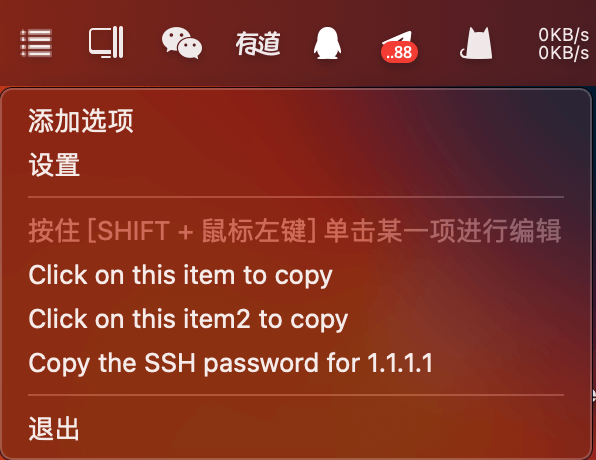 有道
..88
0KB/s
0KB/s
添加选项
设置
按住 [SHIFT + 鼠标左键] 单击某一项进行编辑
Click on this item to copy
Click on this item2 to copy
Copy the SSH password for 1.1.1.1
退出